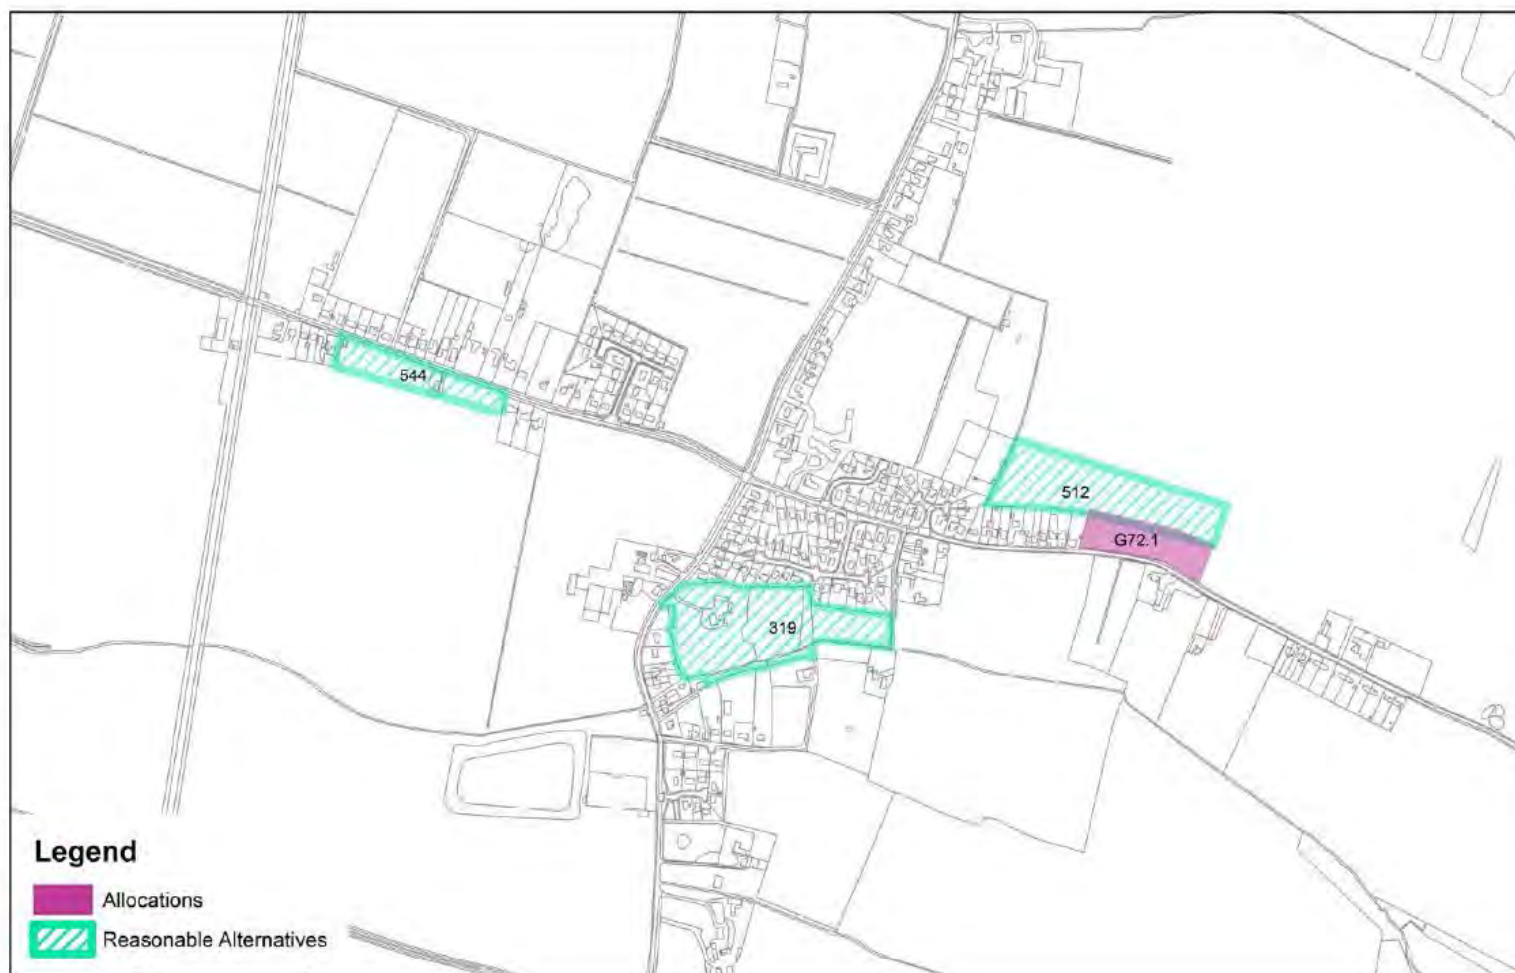 544
512
G72.1
319
Legend
Allocations
Reasonable Alternatives